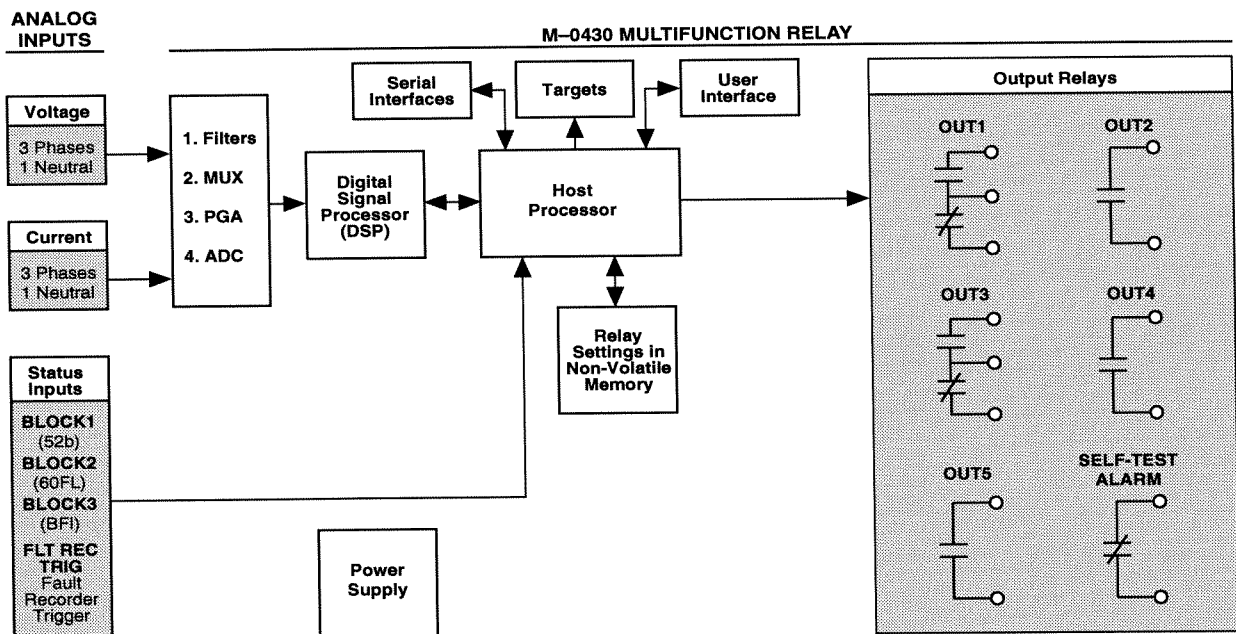 ANALOG
INPUTS
M–0430 MULTIFUNCTION RELAY
Voltage
3 Phases
1 Neutral
Current
3 Phases
1 Neutral
Status
Inputs
BLOCK1
(52b)
BLOCK2
(60FL)
BLOCK3
(BFI)
FLT REC
TRIG
Fault
Recorder
Trigger
1. Filters
2. MUX
3. PGA
4. ADC
Digital
Signal
Processor
(DSP)
Serial
Interfaces
Targets
User
Interface
Host
Processor
Relay
Settings in
Non-Volatile
Memory
Power
Supply
Output Relays
OUT1
OUT2
OUT3
OUT4
OUT5
SELF-TEST
ALARM